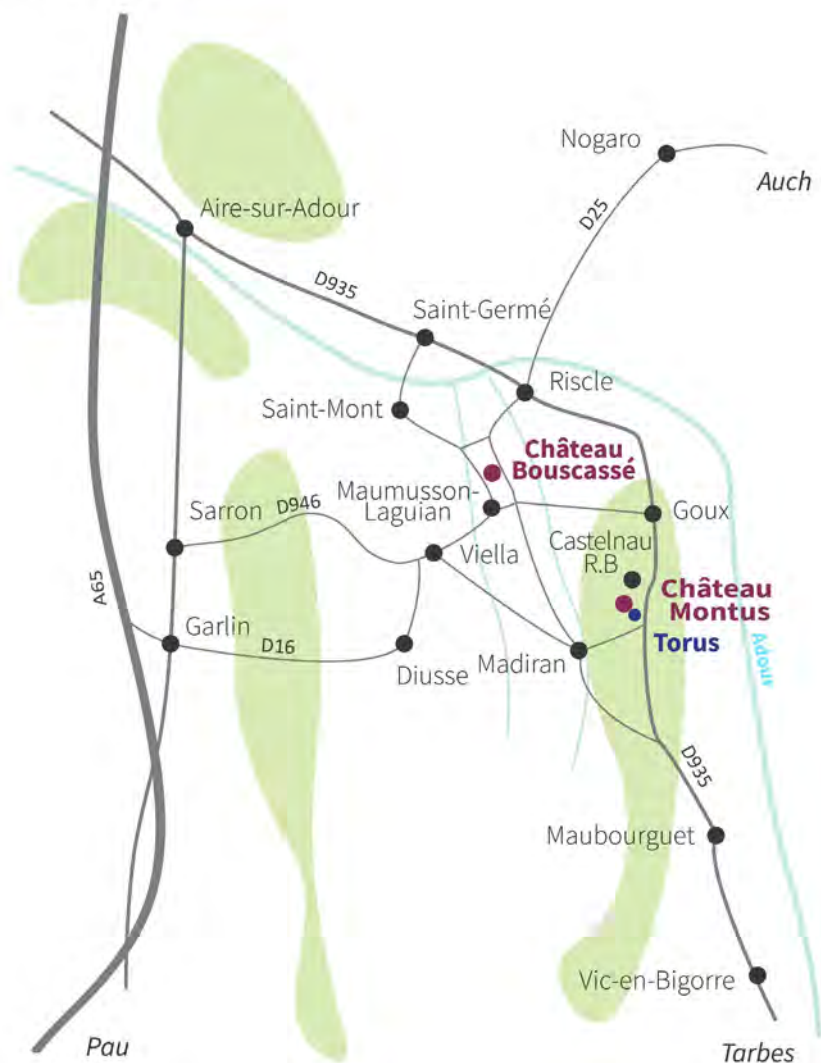 Nogaro
Auch
Aire-sur-Adour
D25
D935
Saint-Germé
Riscle
Saint-Mont
Château
Bouscassé
Maumusson-
Laguian
Sarron
D946
Goux
Castelnau
R.B
Viella
A65
Château
Montus
Garlin
D16
Torus
Diusse
Madiran
Adour
D935
Maubourguet
Vic-en-Bigorre
Pau
Tarbes